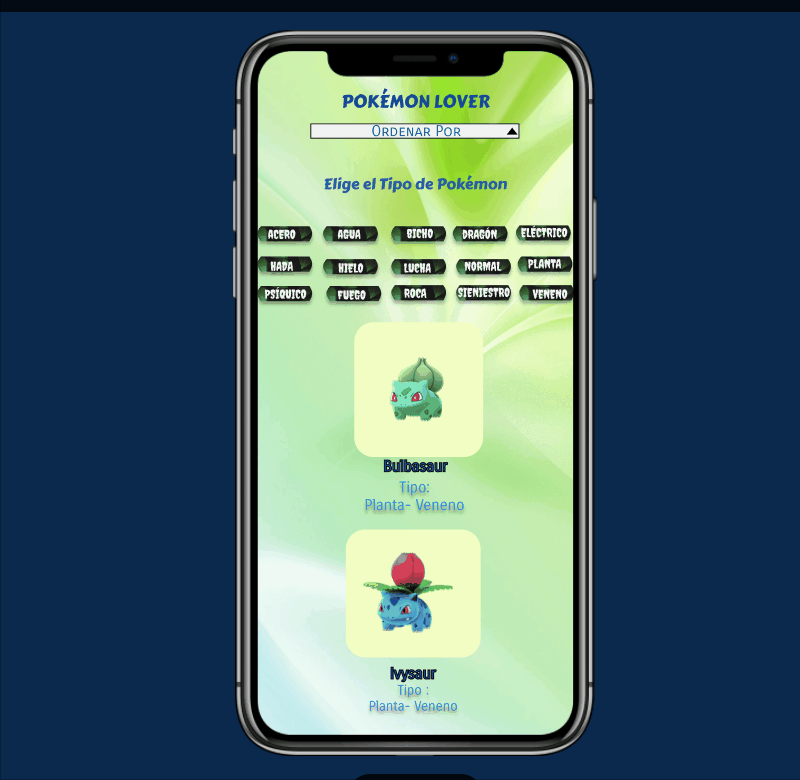 POKÉMON LOVER
Ordenar Por
Elige el Tipo de Pokémon
ACERO AGUA BICHO DRAGÓN ELÉCTRICO
HADA HIELO LUCHA NORMAL PLANTA
PSÍQUICO FUEGO ROCA SIENIESTRO VENENO
Bulbasaur
Tipo:
Planta- Veneno
Ivysaur
Tipo :
Planta- Veneno